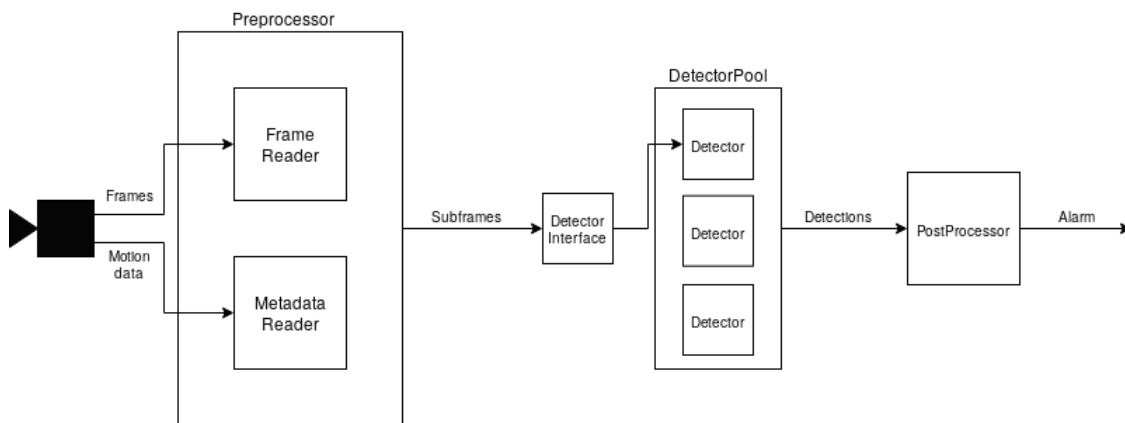 Preprocessor
Frame
Reader
Frames
Motion
data
Metadata
Reader
Subframes
Detector
Interface
DetectorPool
Detector
Detector
Detector
Detections
PostProcessor
Alarm